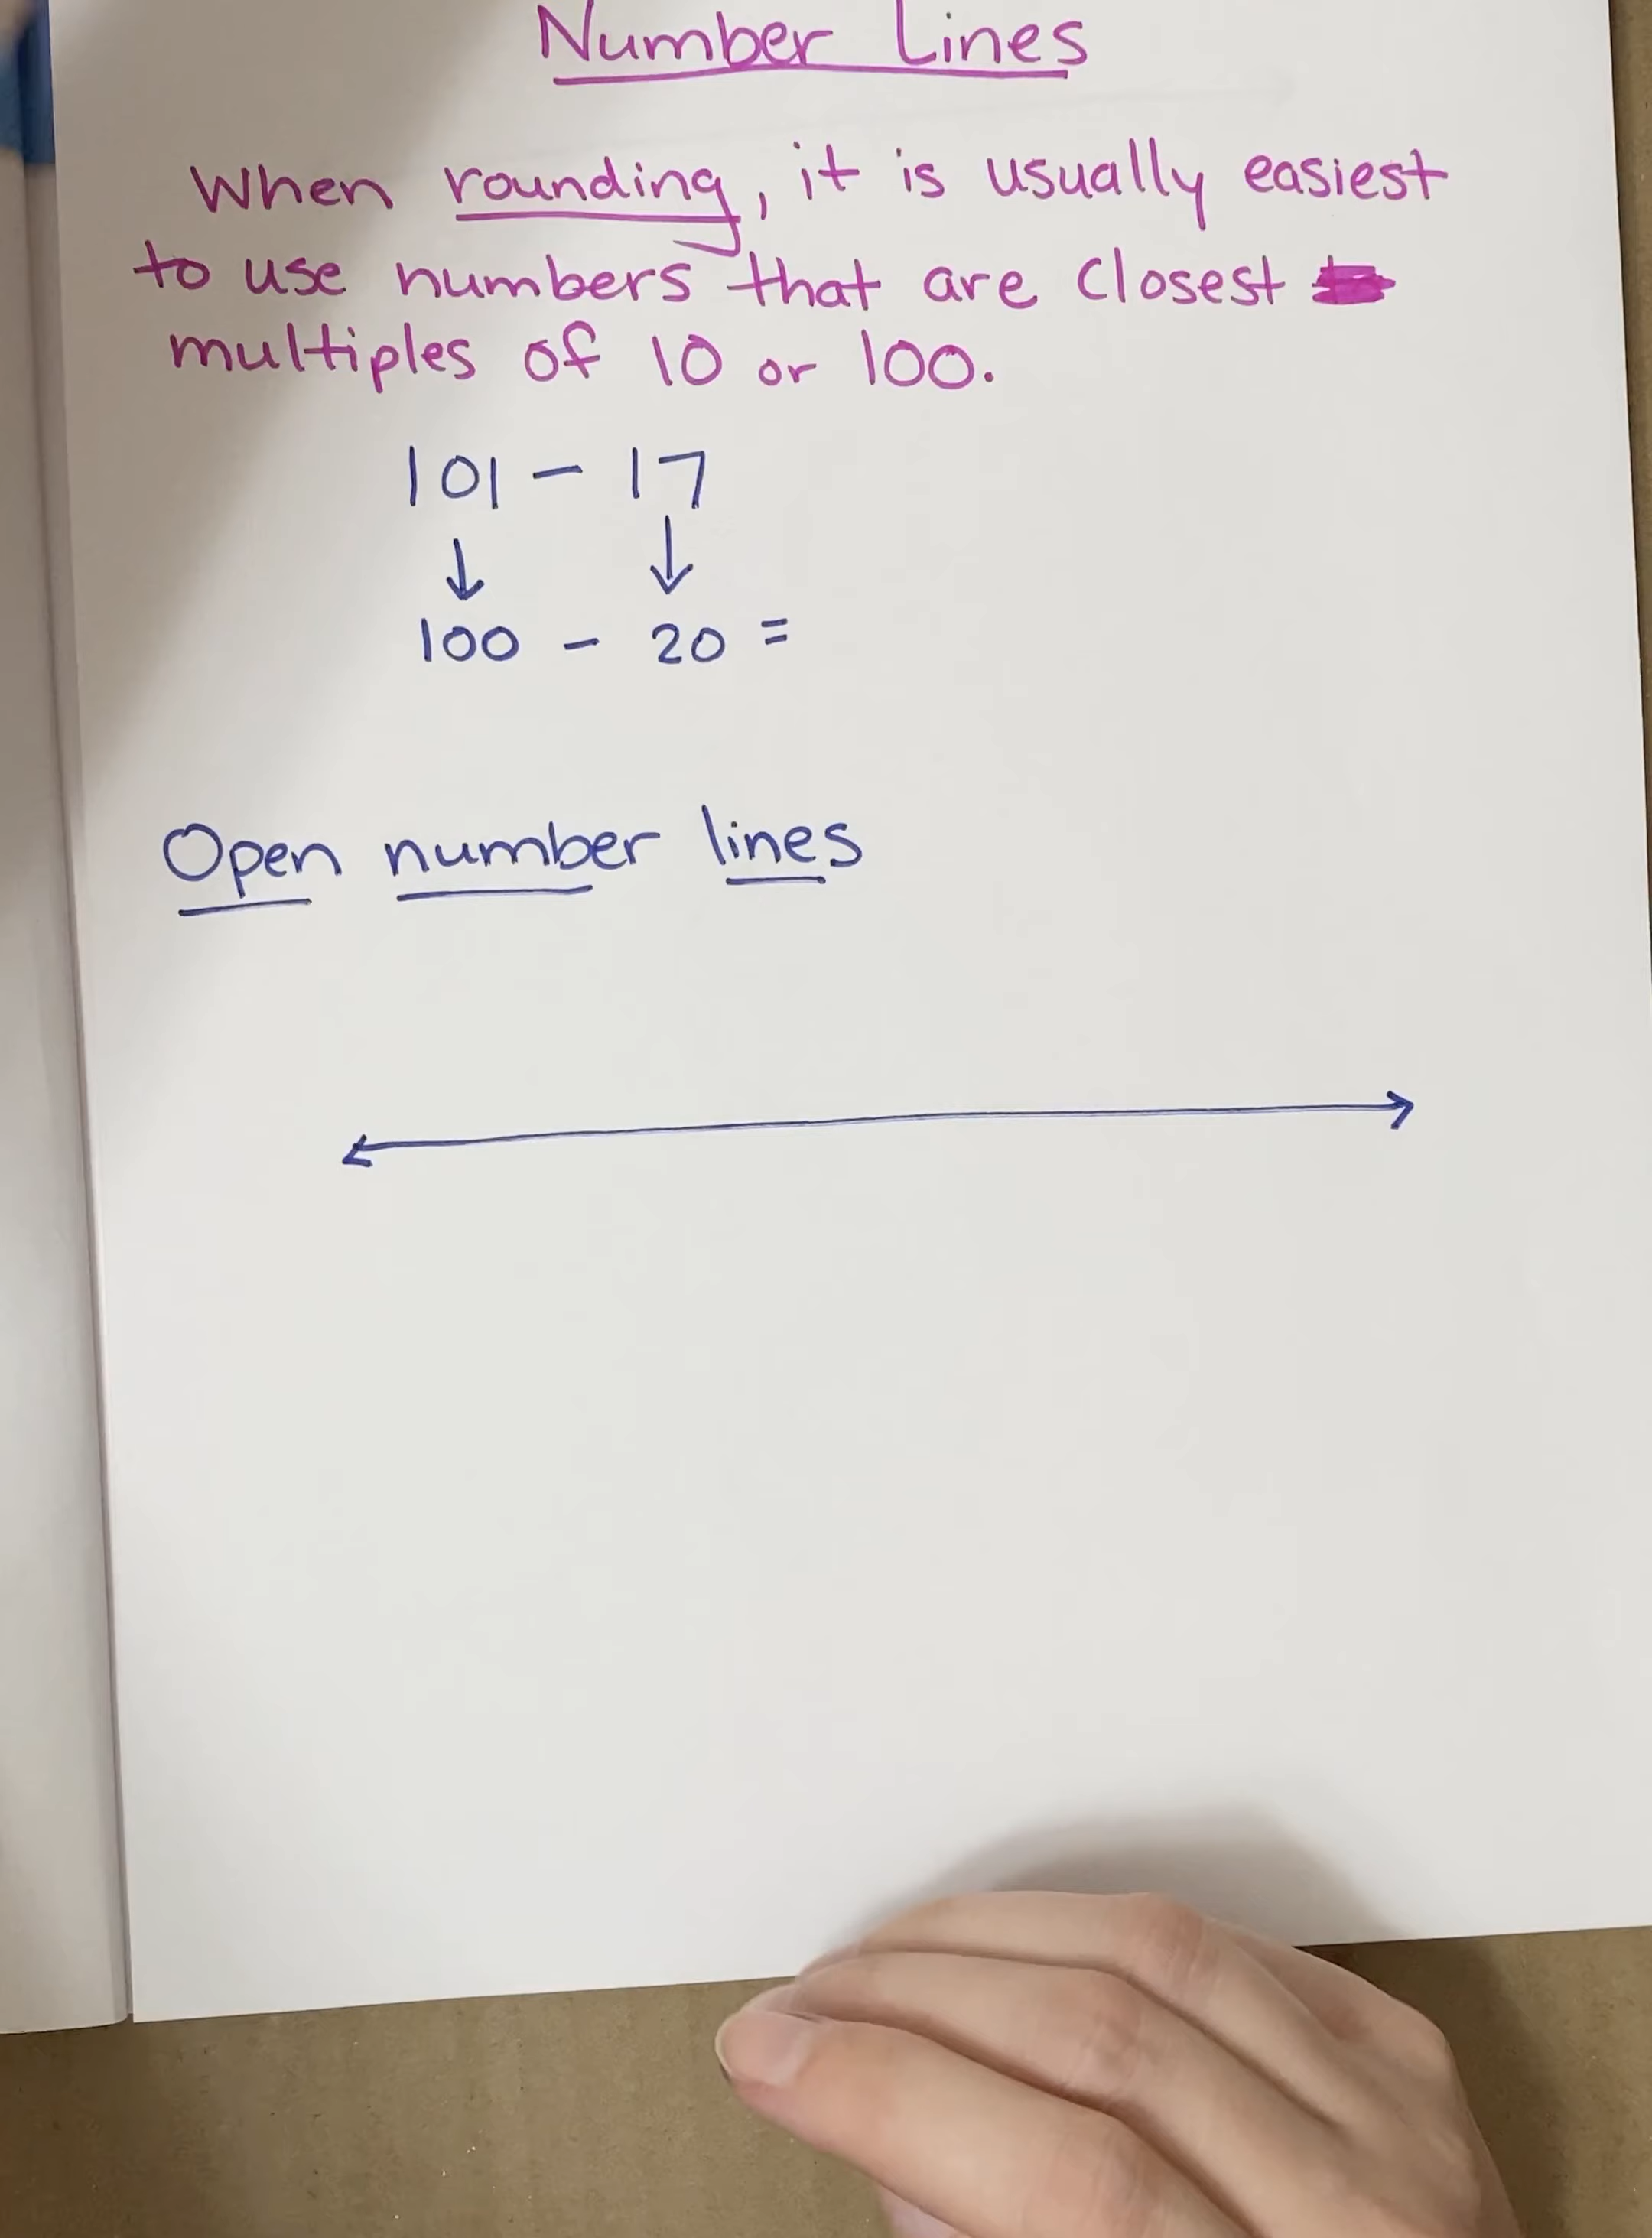 Number Lines
When rounding, it is usually easiest
to use numbers that are closest
multiples of 10 or 100.
101 - 17
↓ ↓
100 - 20 =
Open number lines